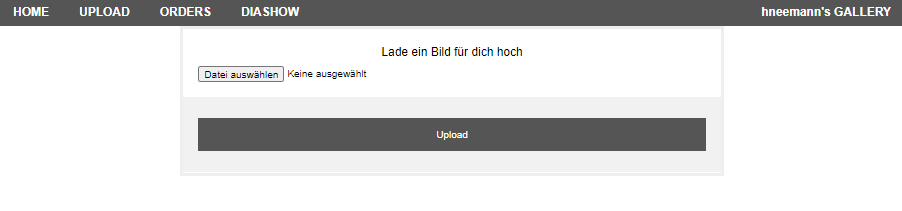 HOME UPLOAD ORDERS DIASHOW hneemann's GALLERY
Lade ein Bild für dich hoch
Datei auswählen Keine ausgewählt
Upload